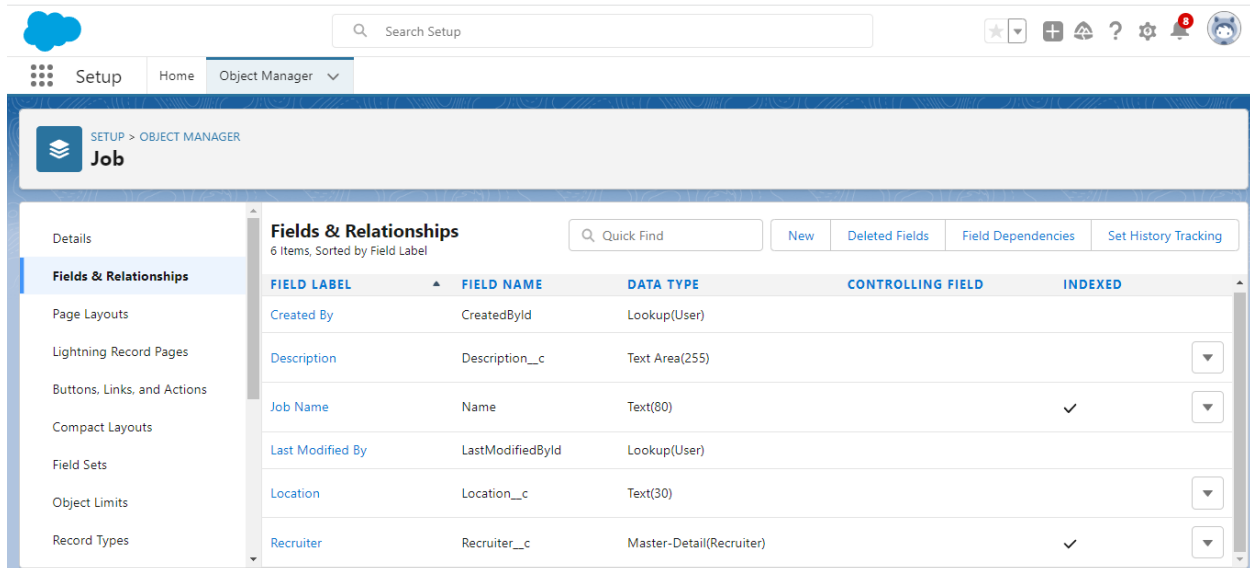 Search Setup
8
Setup Home Object Manager
SETUP > OBJECT MANAGER
Job
Details
Fields & Relationships
Page Layouts
Lightning Record Pages
Buttons, Links, and Actions
Compact Layouts
Field Sets
Object Limits
Record Types
Fields & Relationships
6 Items, Sorted by Field Label
Quick Find New Deleted Fields Field Dependencies Set History Tracking
FIELD LABEL FIELD NAME DATA TYPE CONTROLLING FIELD INDEXED
Created By CreatedById Lookup(User)
Description Description__c Text Area(255)
Job Name Name Text(80)
Last Modified By LastModifiedById Lookup(User)
Location Location__c Text(30)
Recruiter Recruiter__c Master-Detail(Recruiter)